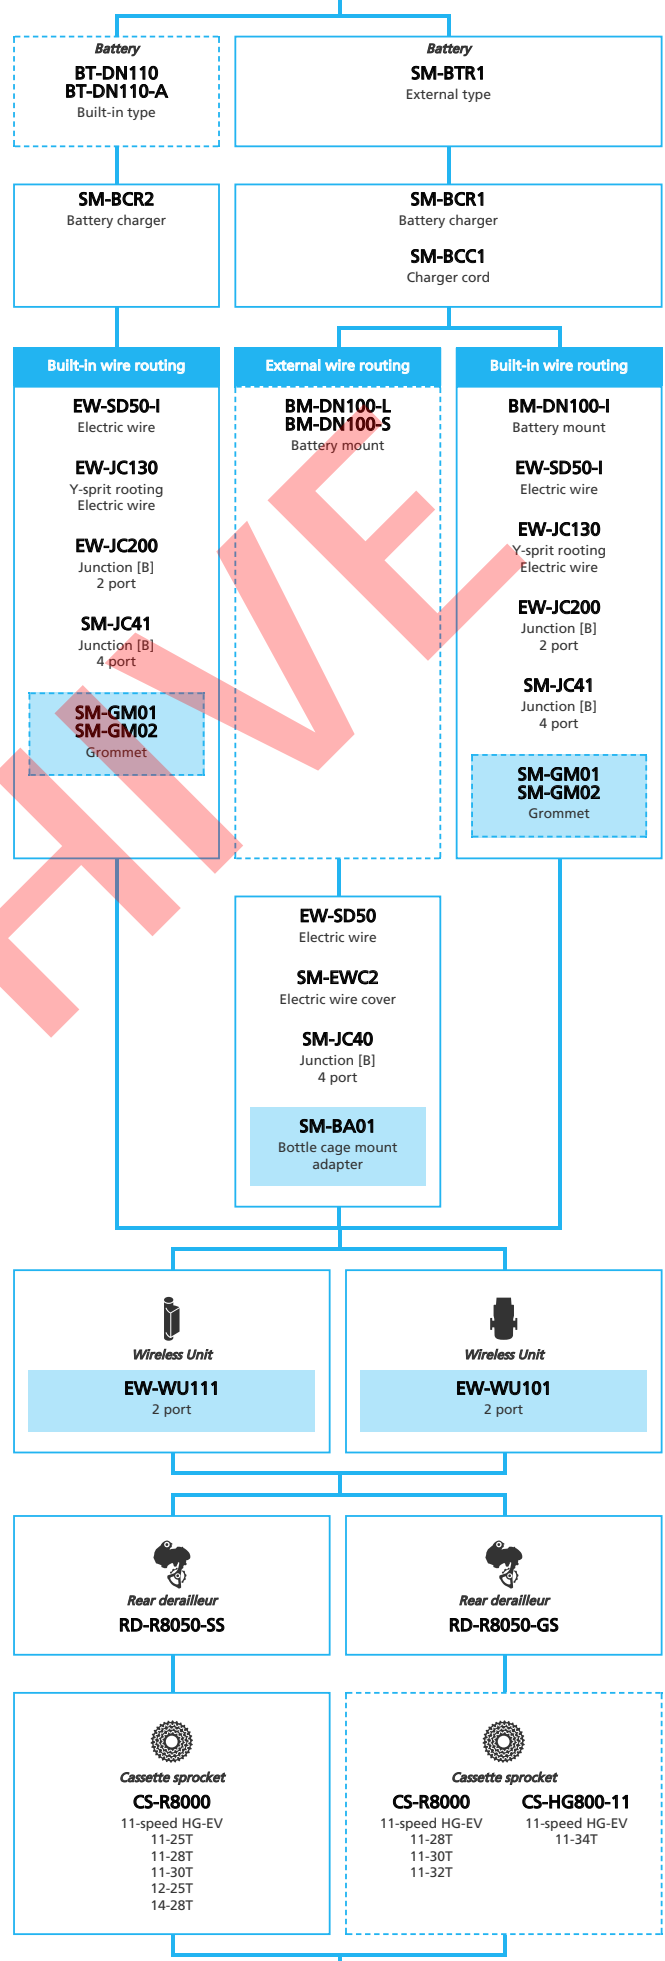 Battery
BT-DN110
BT-DN110-A
Built-in type
Battery
SM-BTR1
External type
SM-BCR2
Battery charger
SM-BCR1
Battery charger
SM-BCC1
Charger cord
Built-in wire routing
EW-SD50-I
Electric wire
EW-JC130
Y-sprit rooting
Electric wire
EW-JC200
Junction [B]
2 port
SM-JC41
Junction [B]
4 port
SM-GM01
SM-GM02
Grommet
External wire routing
BM-DN100-L
BM-DN100-S
Battery mount
Built-in wire routing
BM-DN100-I
Battery mount
EW-SD50-I
Electric wire
EW-JC130
Y-sprit rooting
Electric wire
EW-JC200
Junction [B]
2 port
SM-JC41
Junction [B]
4 port
SM-GM01
SM-GM02
Grommet
EW-SD50
Electric wire
SM-EWC2
Electric wire cover
SM-JC40
Junction [B]
4 port
SM-BA01
Bottle cage mount
adapter
Wireless Unit
EW-WU111
2 port
Wireless Unit
EW-WU101
2 port
Rear derailleur
RD-R8050-SS
Rear derailleur
RD-R8050-GS
Cassette sprocket
CS-R8000
11-speed HG-EV
11-25T
11-28T
11-30T
12-25T
14-28T
Cassette sprocket
CS-R8000
11-speed HG-EV
11-28T
11-30T
11-32T
CS-HG800-11
11-speed HG-EV
11-34T
HIVE